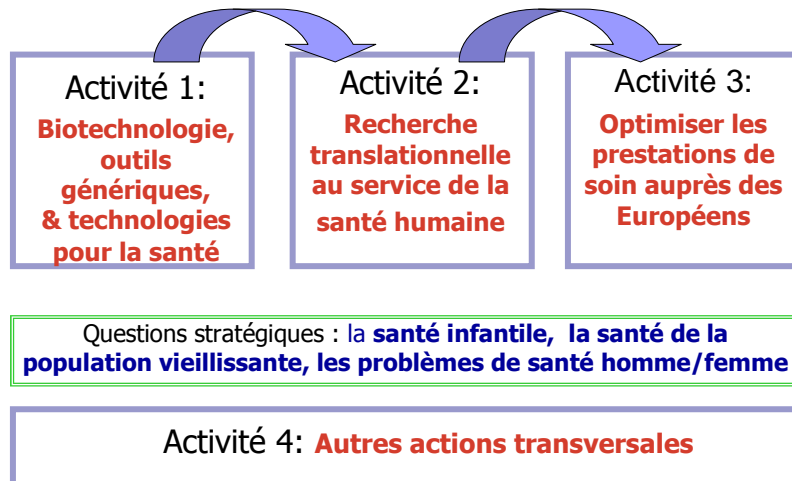 Activité 1:
Biotechnologie,
outils
génériques,
& technologies
pour la santé
Activité 2:
Recherche
translationnelle
au service de la
santé humaine
Activité 3:
Optimiser les
prestations de
soin auprès des
Européens
Questions stratégiques : la santé infantile, la santé de la
population vieillissante, les problèmes de santé homme/femme
Activité 4: Autres actions transversales